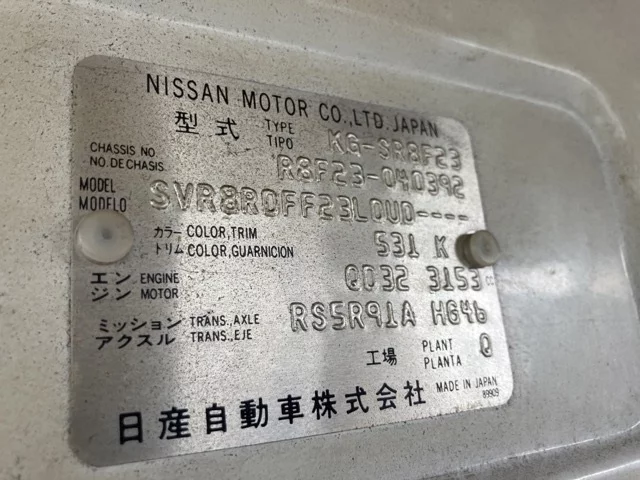 NISSAN MOTOR CO.,LTD. JAPAN
型式 TYPE TIPO KG-SR8F23
CHASSIS NO. NO. DE CHASIS R8F23-040392
MODEL MODELO SVR8RDFF23LOUD----
カラー トリム COLOR,TRIM COLOR,GUARNICION 531 K
エンジン ENGINE MOTOR QD32 3153 cc
ミッション アクスル TRANS.,AXLE TRANS.,EJE RS5R91A HG46
工場 PLANT PLANTA Q
日産自動車株式会社 MADE IN JAPAN
89909